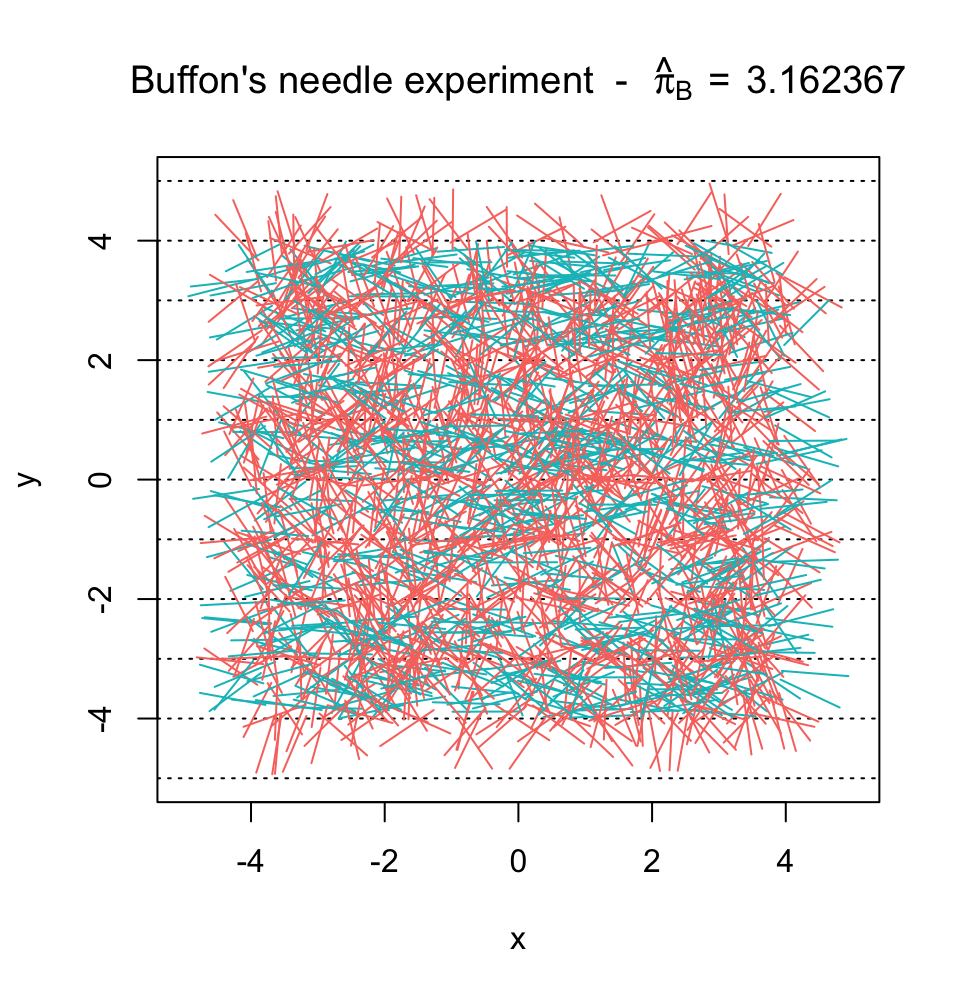 Buffon's needle experiment - π̂B = 3.162367
4
2
0
-2
-4
y
-4 -2 0 2 4
x